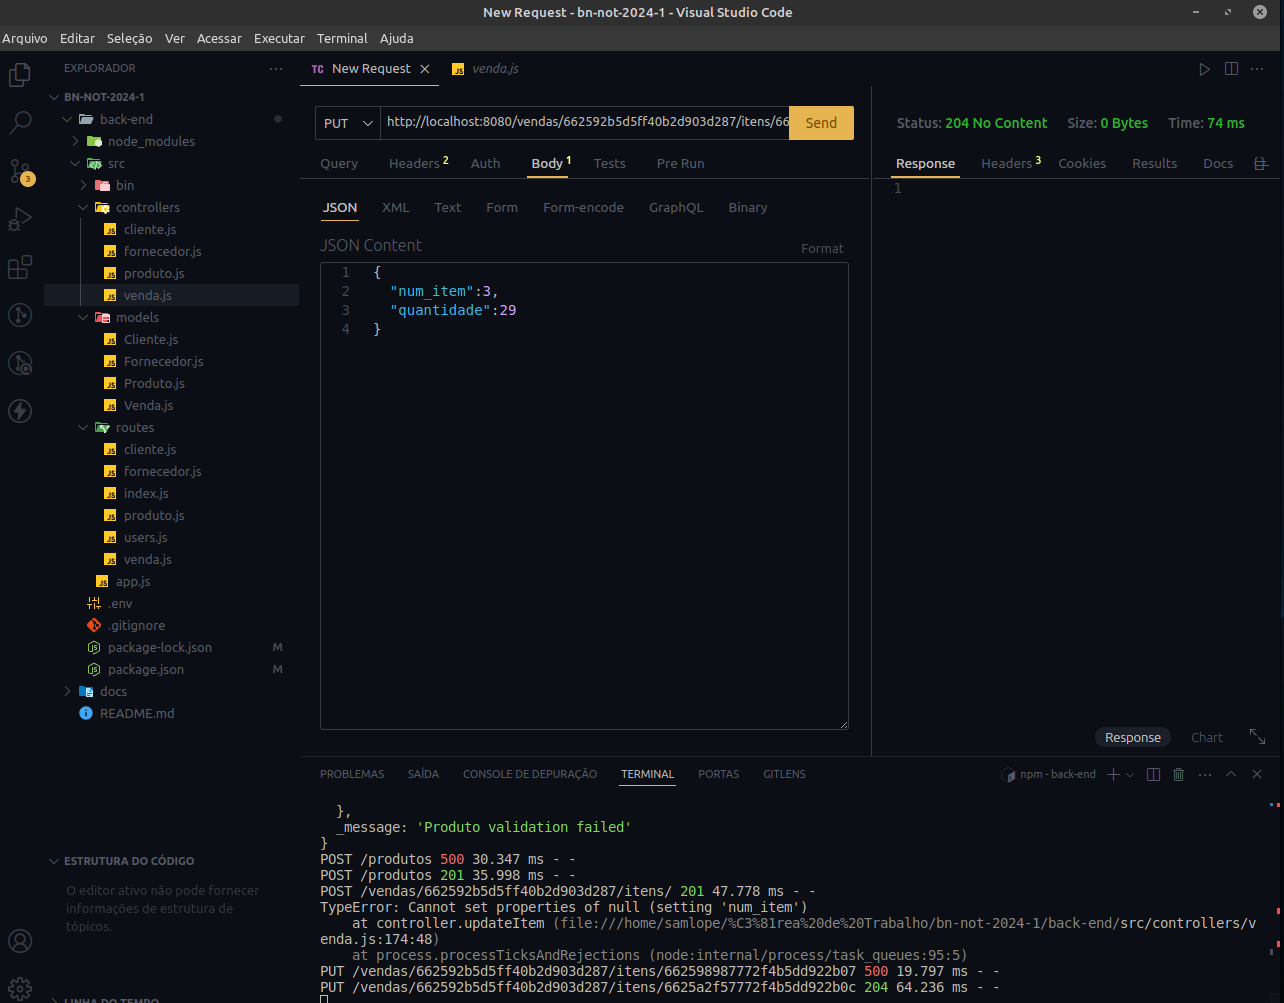 New Request - bn-not-2024-1 - Visual Studio Code
Arquivo Editar Seleção Ver Acessar Executar Terminal Ajuda
EXPLORADOR
BN-NOT-2024-1
back-end
node_modules
src
bin
controllers
cliente.js
fornecedor.js
produto.js
venda.js
models
Cliente.js
Fornecedor.js
Produto.js
Venda.js
routes
cliente.js
fornecedor.js
index.js
produto.js
users.js
venda.js
app.js
.env
.gitignore
package-lock.json M
package.json M
docs
README.md
3
ESTRUTURA DO CÓDIGO
O editor ativo não pode fornecer
informações de estrutura de
tópicos.
LINHA DO TEMPO
TC New Request
venda.js
PUT http://localhost:8080/vendas/662592b5d5ff40b2d903d287/itens/66 Send
Query Headers 2 Auth Body 1 Tests Pre Run
JSON XML Text Form Form-encode GraphQL Binary
JSON Content Format
1 {
2 "num_item":3,
3 "quantidade":29
4 }
Status: 204 No Content Size: 0 Bytes Time: 74 ms
Response Headers 3 Cookies Results Docs
1
Response Chart
PROBLEMAS SAÍDA CONSOLE DE DEPURAÇÃO TERMINAL PORTAS GITLENS
npm - back-end
},
_message: 'Produto validation failed'
}
POST /produtos 500 30.347 ms - -
POST /produtos 201 35.998 ms - -
POST /vendas/662592b5d5ff40b2d903d287/itens/ 201 47.778 ms - -
TypeError: Cannot set properties of null (setting 'num_item')
at controller.updateItem (file:///home/samlope/%C3%81rea%20de%20Trabalho/bn-not-2024-1/back-end/src/controllers/v
enda.js:174:48)
at process.processTicksAndRejections (node:internal/process/task_queues:95:5)
PUT /vendas/662592b5d5ff40b2d903d287/itens/662598987772f4b5dd922b07 500 19.797 ms - -
PUT /vendas/662592b5d5ff40b2d903d287/itens/6625a2f57772f4b5dd922b0c 204 64.236 ms - -